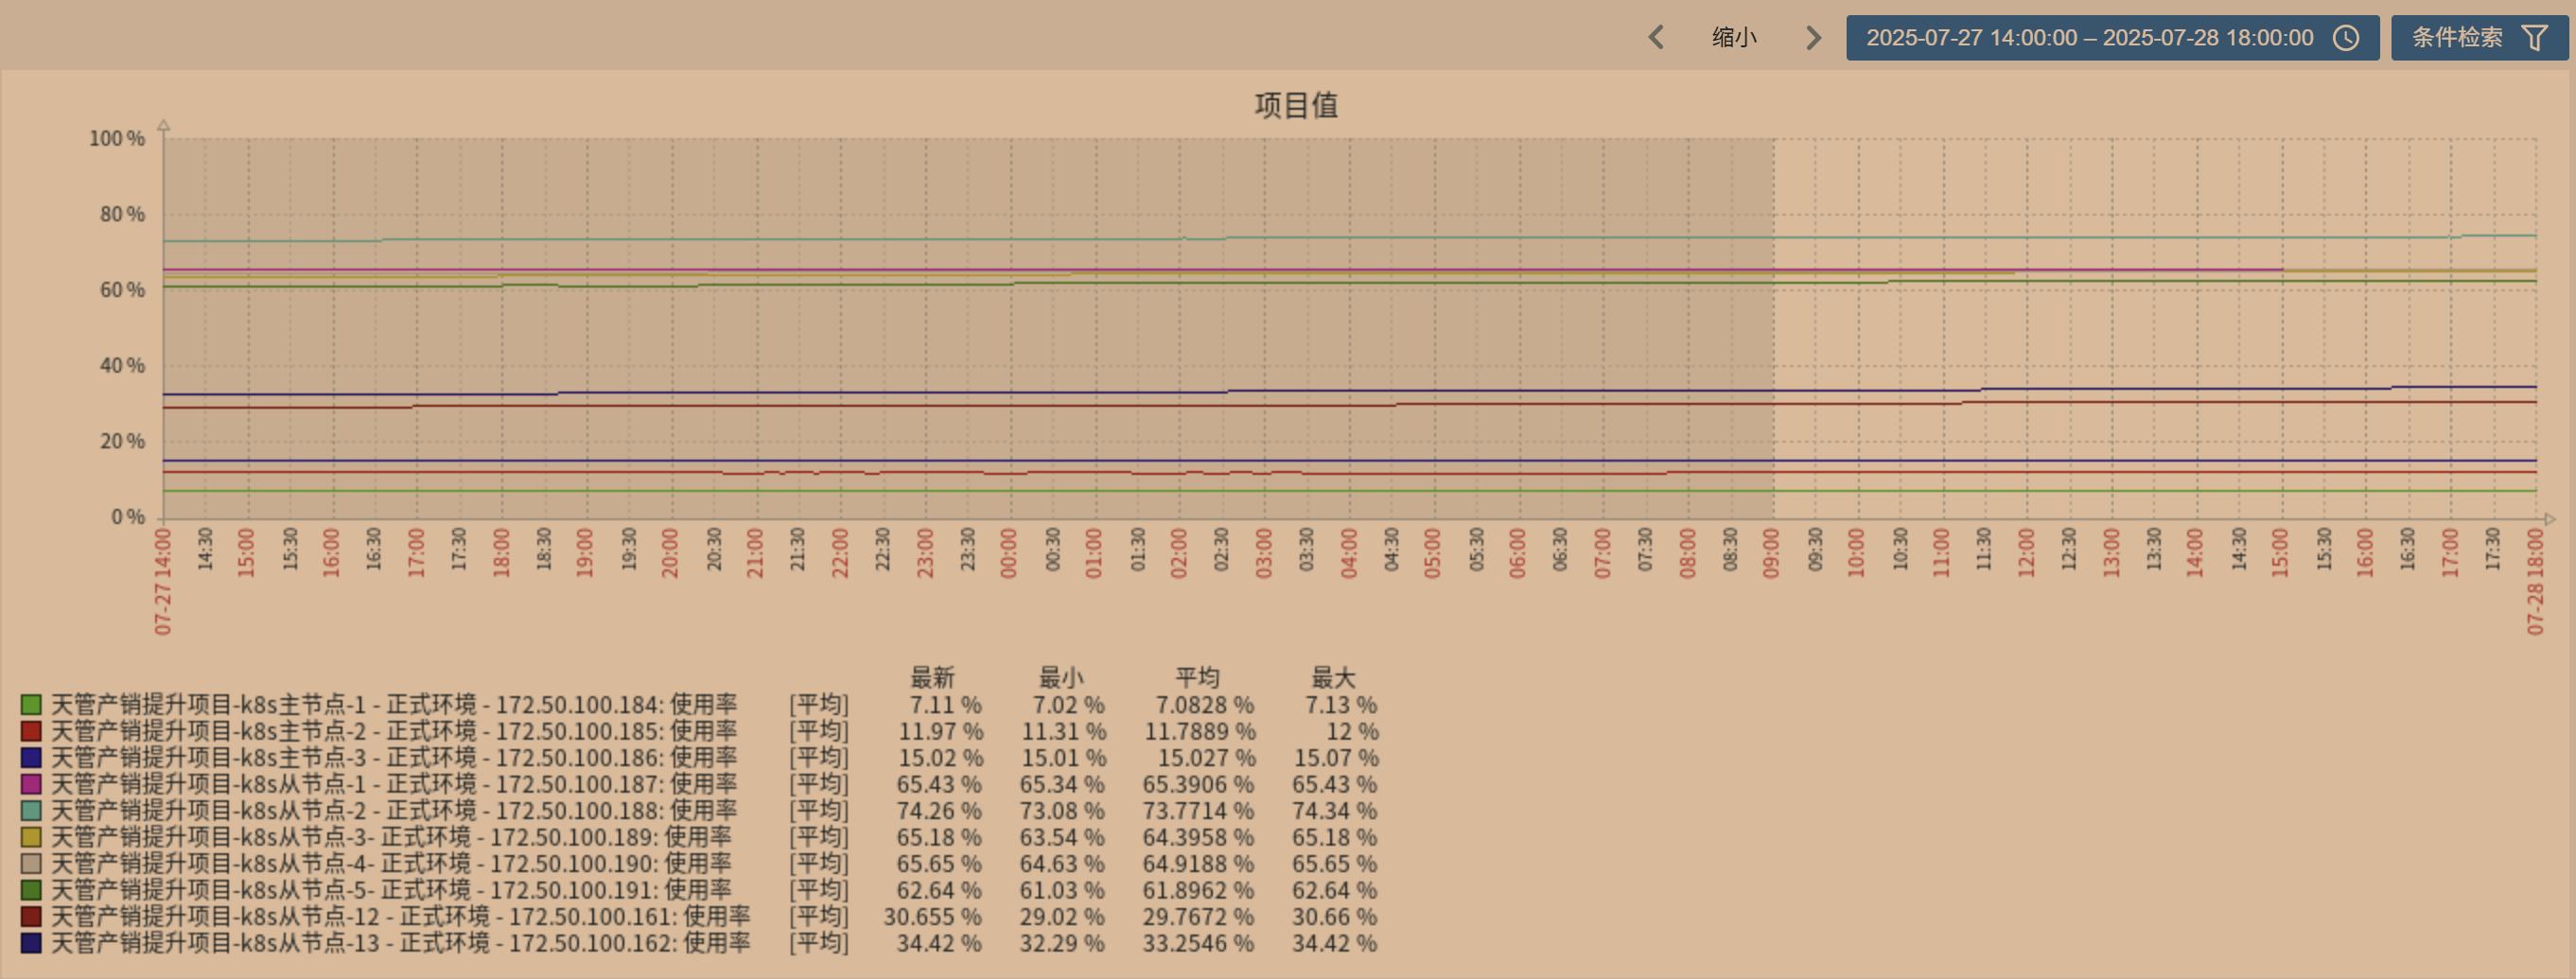 缩小 2025-07-27 14:00:00 – 2025-07-28 18:00:00 条件检索
项目值
100 %
80 %
60 %
40 %
20 %
0 %
07-27 14:00 14:30 15:00 15:30 16:00 16:30 17:00 17:30 18:00 18:30 19:00 19:30 20:00 20:30 21:00 21:30 22:00 22:30 23:00 23:30 00:00 00:30 01:00 01:30 02:00 02:30 03:00 03:30 04:00 04:30 05:00 05:30 06:00 06:30 07:00 07:30 08:00 08:30 09:00 09:30 10:00 10:30 11:00 11:30 12:00 12:30 13:00 13:30 14:00 14:30 15:00 15:30 16:00 16:30 17:00 17:30 07-28 18:00
最新 最小 平均 最大
天管产销提升项目-k8s主节点-1 - 正式环境 - 172.50.100.184: 使用率 [平均] 7.11 % 7.02 % 7.0828 % 7.13 %
天管产销提升项目-k8s主节点-2 - 正式环境 - 172.50.100.185: 使用率 [平均] 11.97 % 11.31 % 11.7889 % 12 %
天管产销提升项目-k8s主节点-3 - 正式环境 - 172.50.100.186: 使用率 [平均] 15.02 % 15.01 % 15.027 % 15.07 %
天管产销提升项目-k8s从节点-1 - 正式环境 - 172.50.100.187: 使用率 [平均] 65.43 % 65.34 % 65.3906 % 65.43 %
天管产销提升项目-k8s从节点-2 - 正式环境 - 172.50.100.188: 使用率 [平均] 74.26 % 73.08 % 73.7714 % 74.34 %
天管产销提升项目-k8s从节点-3- 正式环境 - 172.50.100.189: 使用率 [平均] 65.18 % 63.54 % 64.3958 % 65.18 %
天管产销提升项目-k8s从节点-4- 正式环境 - 172.50.100.190: 使用率 [平均] 65.65 % 64.63 % 64.9188 % 65.65 %
天管产销提升项目-k8s从节点-5- 正式环境 - 172.50.100.191: 使用率 [平均] 62.64 % 61.03 % 61.8962 % 62.64 %
天管产销提升项目-k8s从节点-12 - 正式环境 - 172.50.100.161: 使用率 [平均] 30.655 % 29.02 % 29.7672 % 30.66 %
天管产销提升项目-k8s从节点-13 - 正式环境 - 172.50.100.162: 使用率 [平均] 34.42 % 32.29 % 33.2546 % 34.42 %